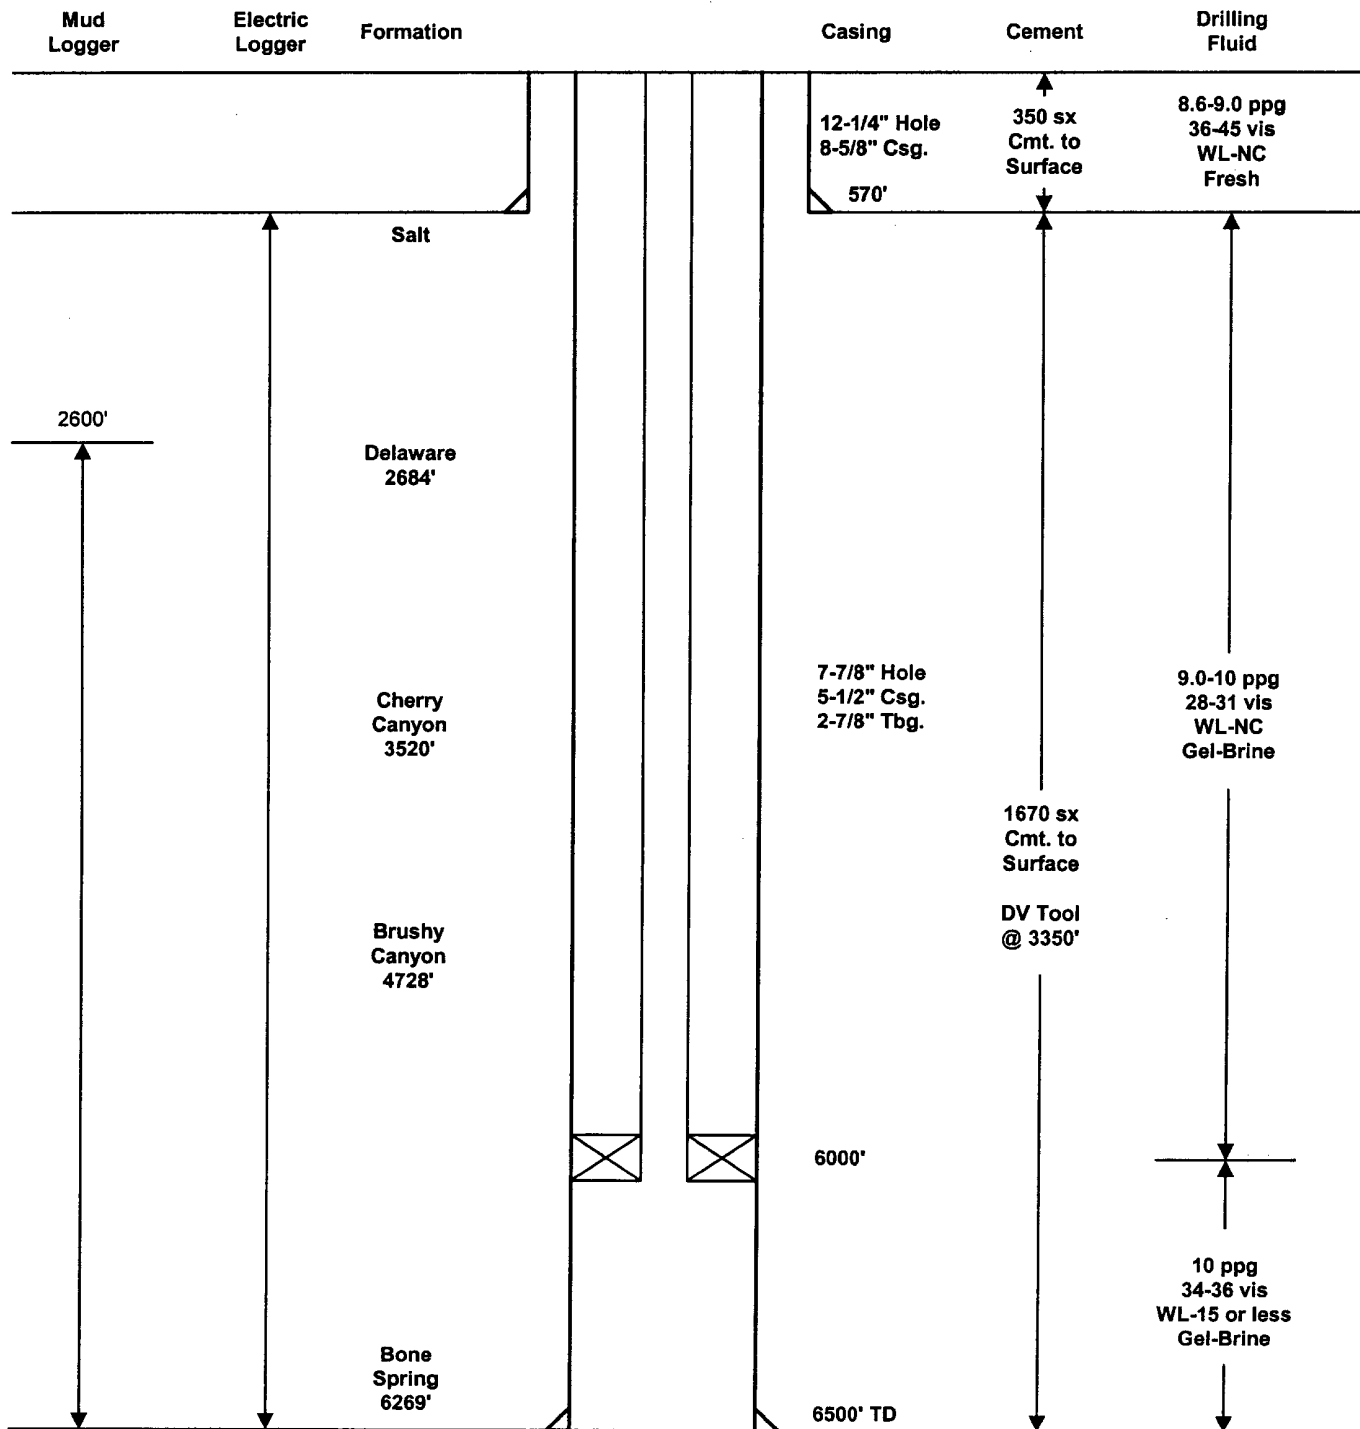 Mud
Logger
Electric
Logger
Formation
Casing
Cement
Drilling
Fluid
12-1/4" Hole
8-5/8" Csg.
570'
350 sx
Cmt. to
Surface
8.6-9.0 ppg
36-45 vis
WL-NC
Fresh
Salt
2600'
Delaware
2684'
Cherry
Canyon
3520'
7-7/8" Hole
5-1/2" Csg.
2-7/8" Tbg.
9.0-10 ppg
28-31 vis
WL-NC
Gel-Brine
1670 sx
Cmt. to
Surface
DV Tool
@ 3350'
Brushy
Canyon
4728'
6000'
10 ppg
34-36 vis
WL-15 or less
Gel-Brine
Bone
Spring
6269'
6500' TD